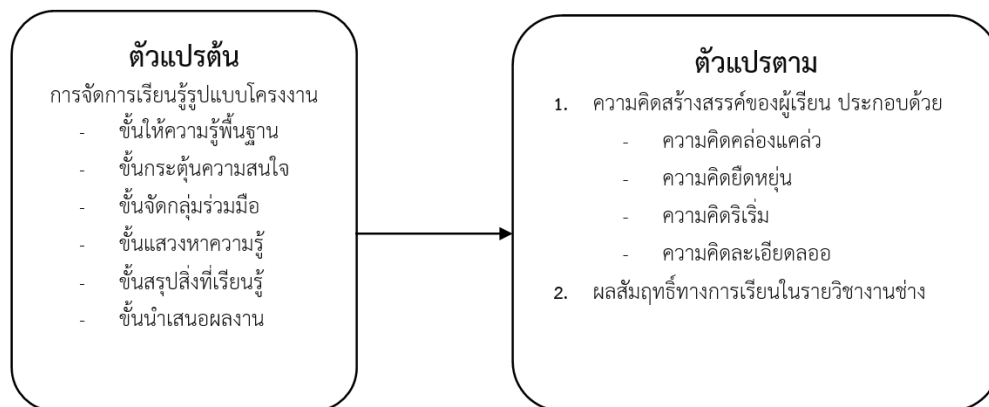 ตัวแปรต้น
การจัดการเรียนรู้รูปแบบโครงงาน
- ขั้นให้ความรู้พื้นฐาน
- ขั้นกระตุ้นความสนใจ
- ขั้นจัดกลุ่มร่วมมือ
- ขั้นแสวงหาความรู้
- ขั้นสรุปสิ่งที่เรียนรู้
- ขั้นนำเสนอผลงาน
ตัวแปรตาม
1. ความคิดสร้างสรรค์ของผู้เรียน ประกอบด้วย
- ความคิดคล่องแคล่ว
- ความคิดยืดหยุ่น
- ความคิดริเริ่ม
- ความคิดละเอียดลออ
2. ผลสัมฤทธิ์ทางการเรียนในรายวิชางานช่าง